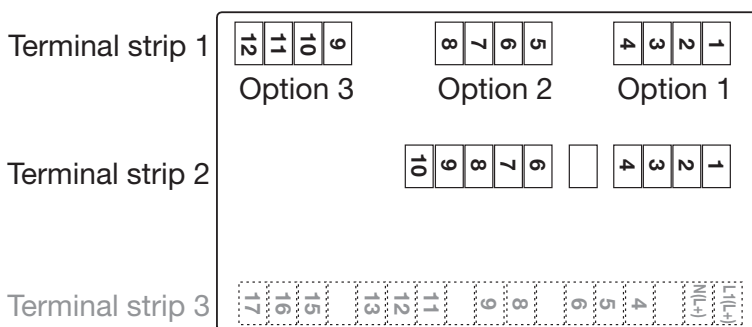 Terminal strip 1 12 11 10 9 8 7 6 5 4 3 2 1
Option 3 Option 2 Option 1
Terminal strip 2 10 9 8 7 6 4 3 2 1
Terminal strip 3 17 16 15 13 12 11 9 8 6 5 4 N(L+) L1(L+)